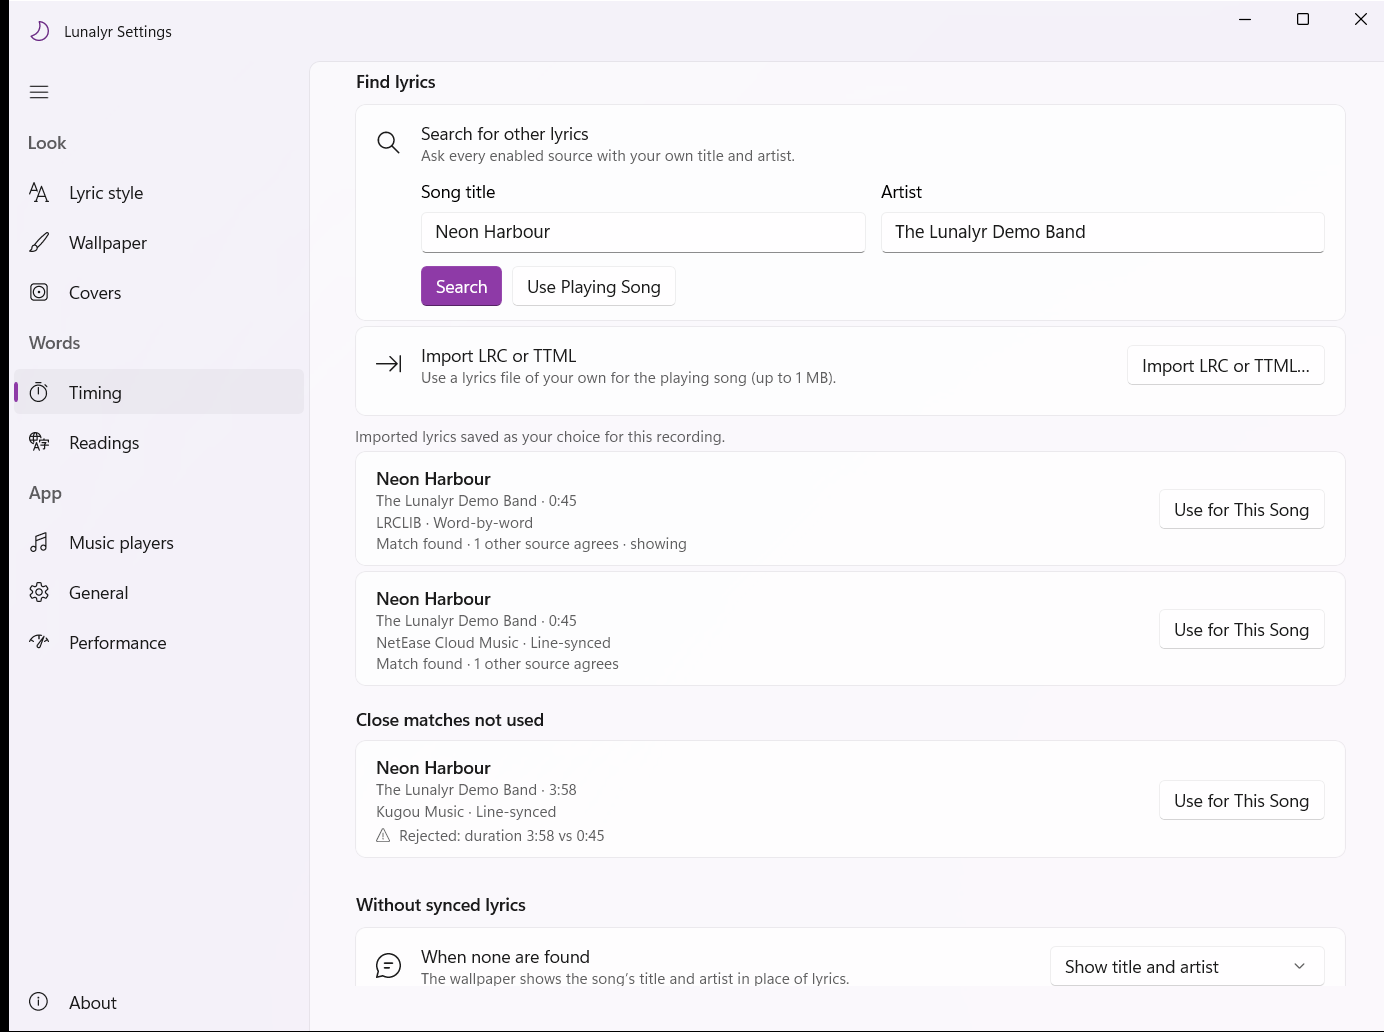 Lunalyr Settings
Look
Lyric style
Wallpaper
Covers
Words
Timing
Readings
App
Music players
General
Performance
About
Find lyrics
Search for other lyrics
Ask every enabled source with your own title and artist.
Song title
Artist
Neon Harbour
The Lunalyr Demo Band
Search
Use Playing Song
Import LRC or TTML
Use a lyrics file of your own for the playing song (up to 1 MB).
Import LRC or TTML...
Imported lyrics saved as your choice for this recording.
Neon Harbour
The Lunalyr Demo Band · 0:45
LRCLIB · Word-by-word
Match found · 1 other source agrees · showing
Use for This Song
Neon Harbour
The Lunalyr Demo Band · 0:45
NetEase Cloud Music · Line-synced
Match found · 1 other source agrees
Use for This Song
Close matches not used
Neon Harbour
The Lunalyr Demo Band · 3:58
Kugou Music · Line-synced
Rejected: duration 3:58 vs 0:45
Use for This Song
Without synced lyrics
When none are found
The wallpaper shows the song’s title and artist in place of lyrics.
Show title and artist